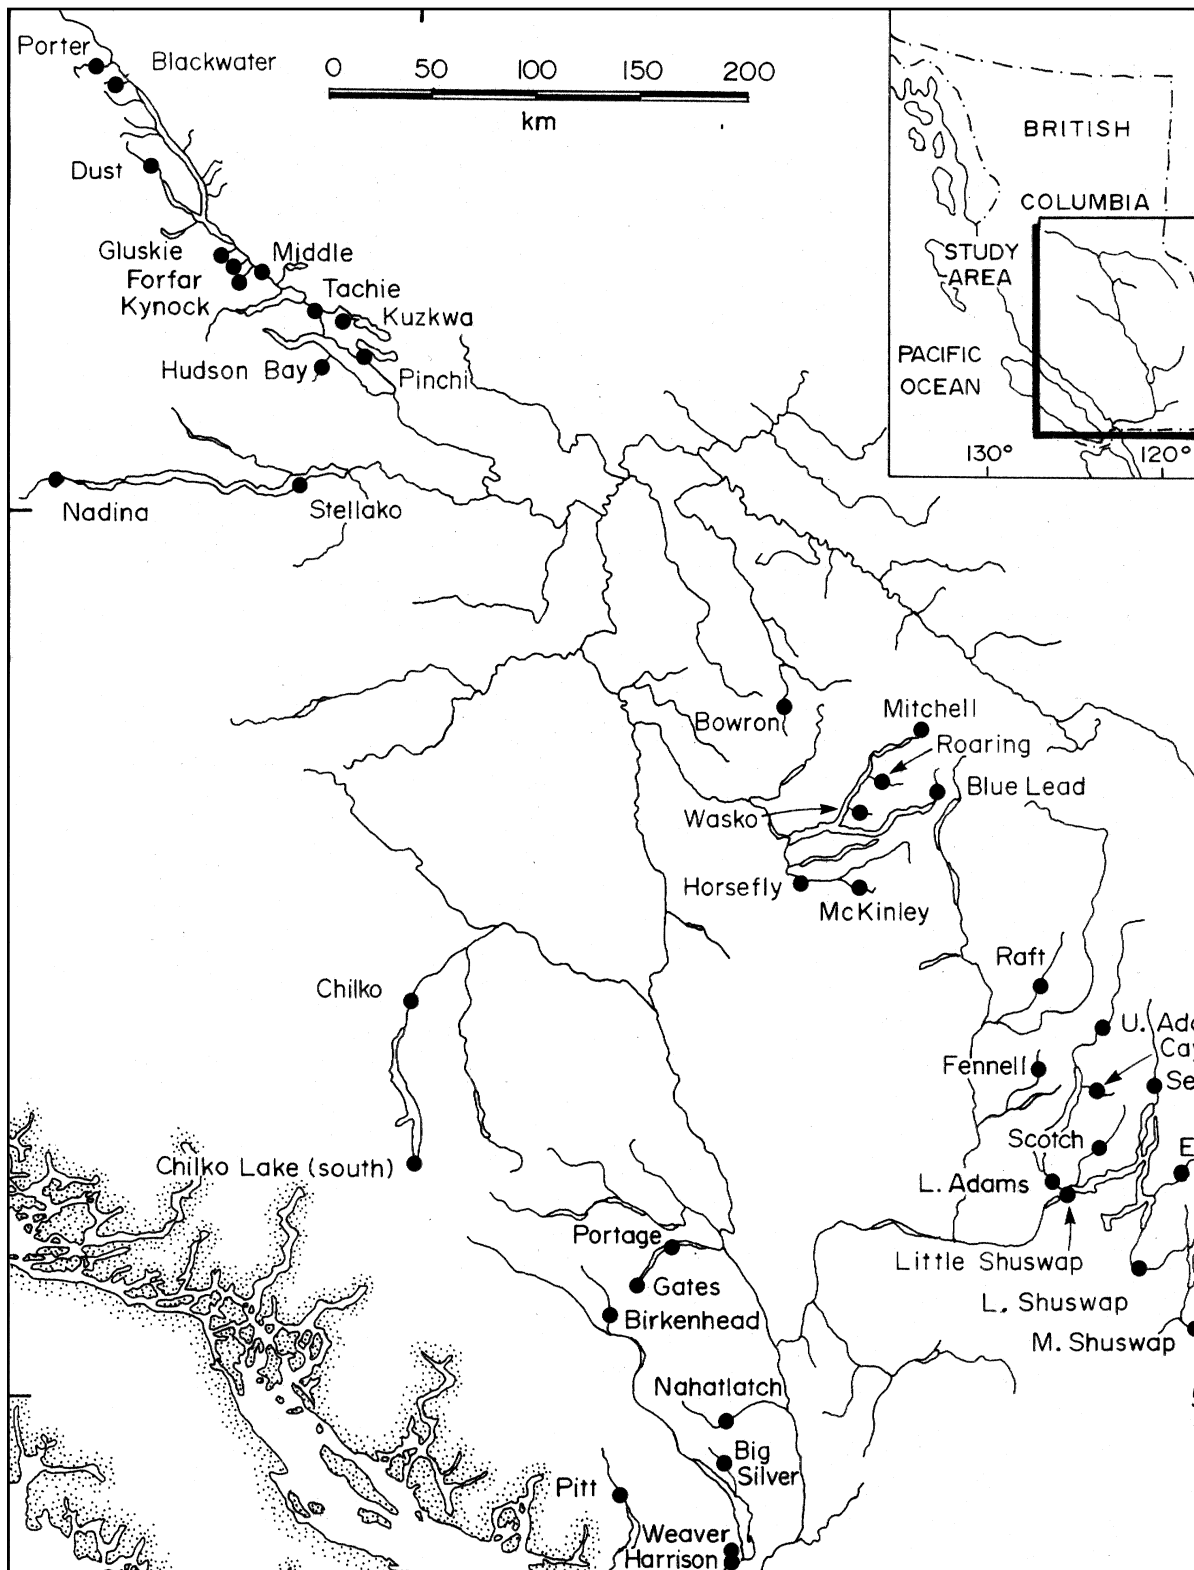 Porter
Blackwater
0 50 100 150 200
km
BRITISH
COLUMBIA
STUDY
AREA
PACIFIC
OCEAN
130° 120°
Dust
Gluskie
Middle
Forfar
Kynock
Tachie
Kuzkwa
Hudson Bay
Pinchi
Nadina
Stellako
Bowron
Mitchell
Roaring
Blue Lead
Wasko
Horsefly
McKinley
Raft
Chilko
U. Ad
Ca
Fennell
Se
Scotch
E
Chilko Lake (south)
L. Adams
Portage
Little Shuswap
Gates
L. Shuswap
Birkenhead
M. Shuswap
Nahatlatch
Big
Silver
Pitt
Weaver
Harrison